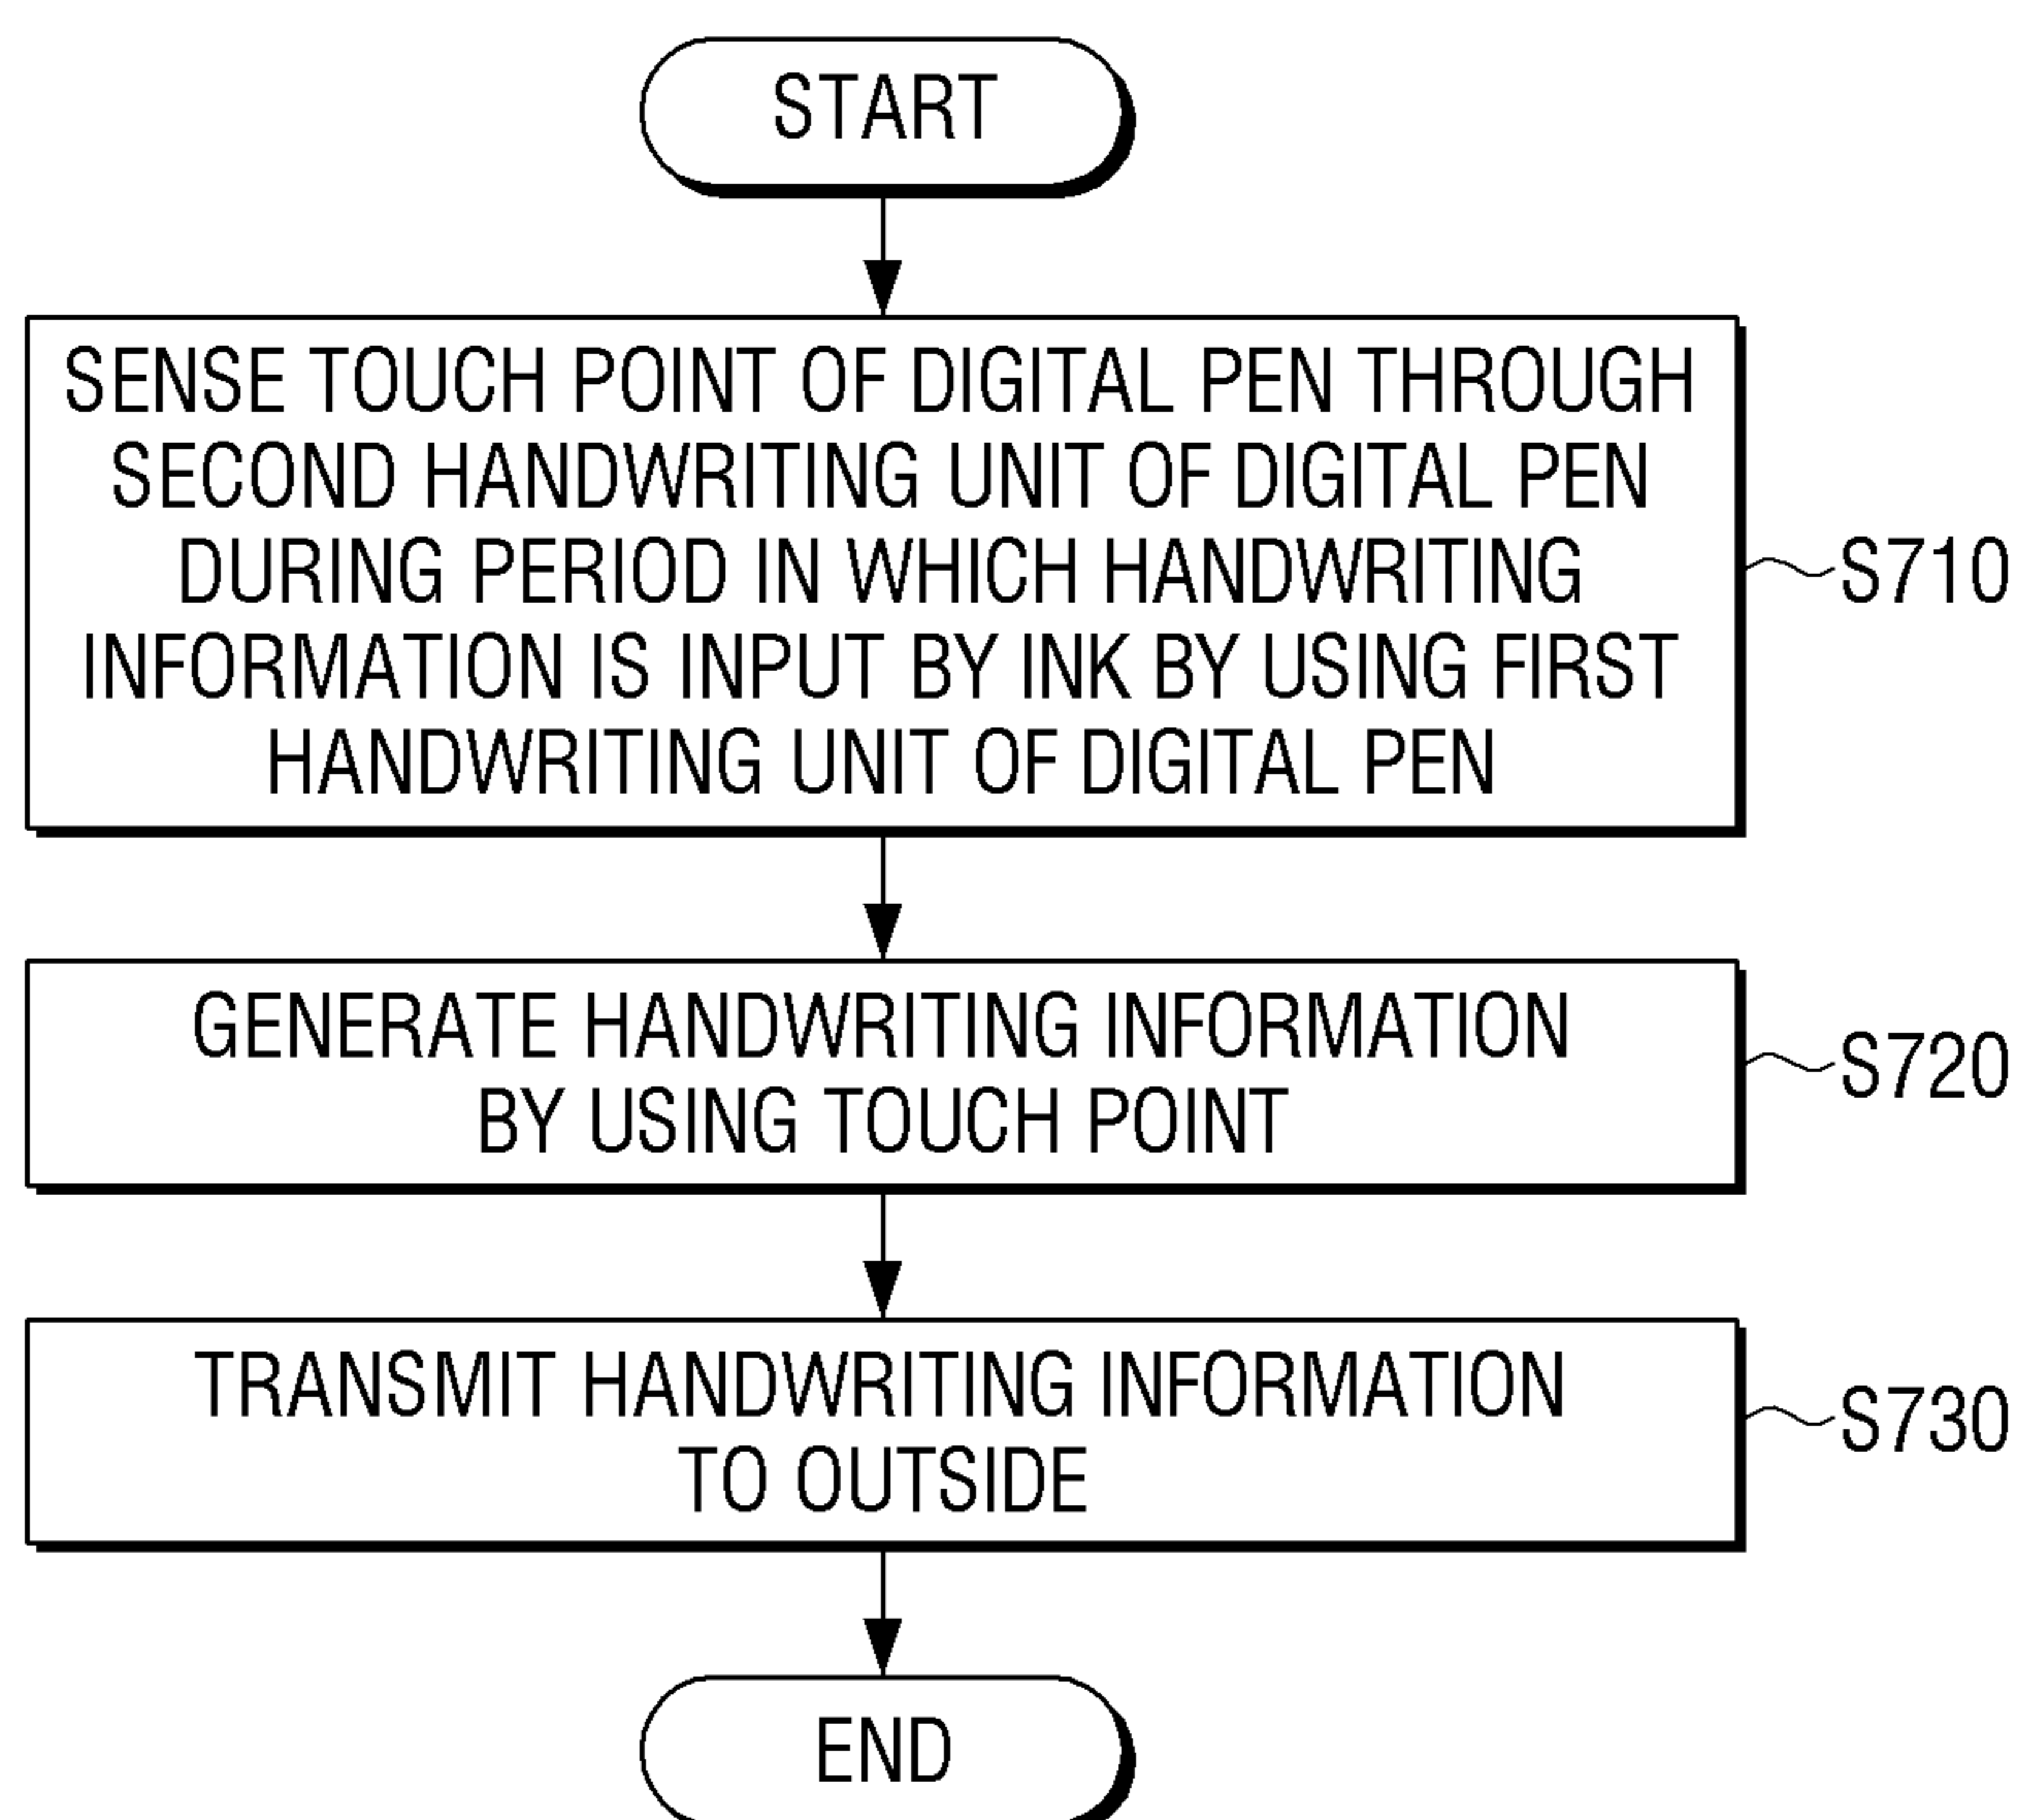 START
SENSE TOUCH POINT OF DIGITAL PEN THROUGH
SECOND HANDWRITING UNIT OF DIGITAL PEN
DURING PERIOD IN WHICH HANDWRITING
INFORMATION IS INPUT BY INK BY USING FIRST
HANDWRITING UNIT OF DIGITAL PEN
S710
GENERATE HANDWRITING INFORMATION
BY USING TOUCH POINT
S720
TRANSMIT HANDWRITING INFORMATION
TO OUTSIDE
S730
END